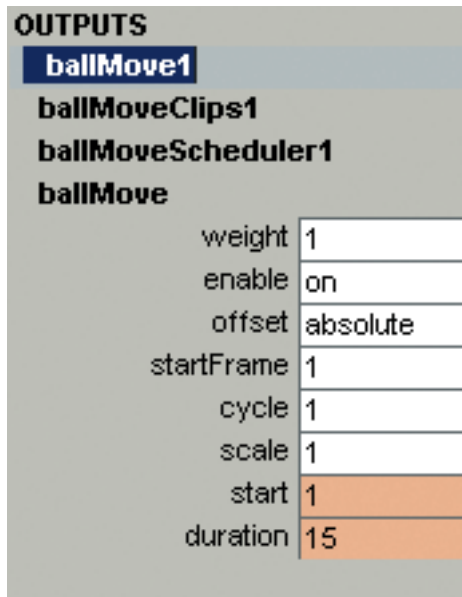 OUTPUTS
ballMove1
ballMoveClips1
ballMoveScheduler1
ballMove
weight 1
enable on
offset absolute
startFrame 1
cycle 1
scale 1
start 1
duration 15